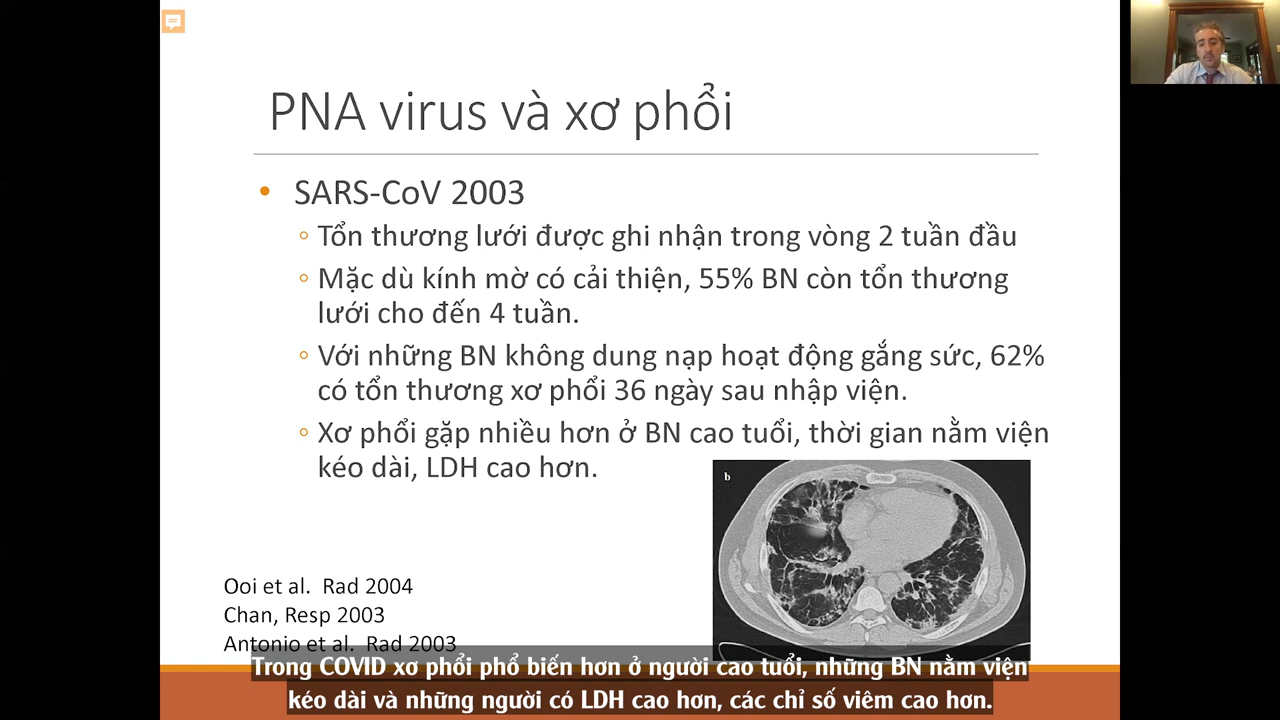 PNA virus và xơ phổi
• SARS-CoV 2003
◦ Tổn thương lưới được ghi nhận trong vòng 2 tuần đầu
◦ Mặc dù kính mờ có cải thiện, 55% BN còn tổn thương
lưới cho đến 4 tuần.
◦ Với những BN không dung nạp hoạt động gắng sức, 62%
có tổn thương xơ phổi 36 ngày sau nhập viện.
◦ Xơ phổi gặp nhiều hơn ở BN cao tuổi, thời gian nằm viện
kéo dài, LDH cao hơn.
b
Ooi et al.  Rad 2004
Chan, Resp 2003
Antonio et al.  Rad 2003
Trong COVID xơ phổi phổ biến hơn ở người cao tuổi, những BN nằm viện
kéo dài và những người có LDH cao hơn, các chỉ số viêm cao hơn.